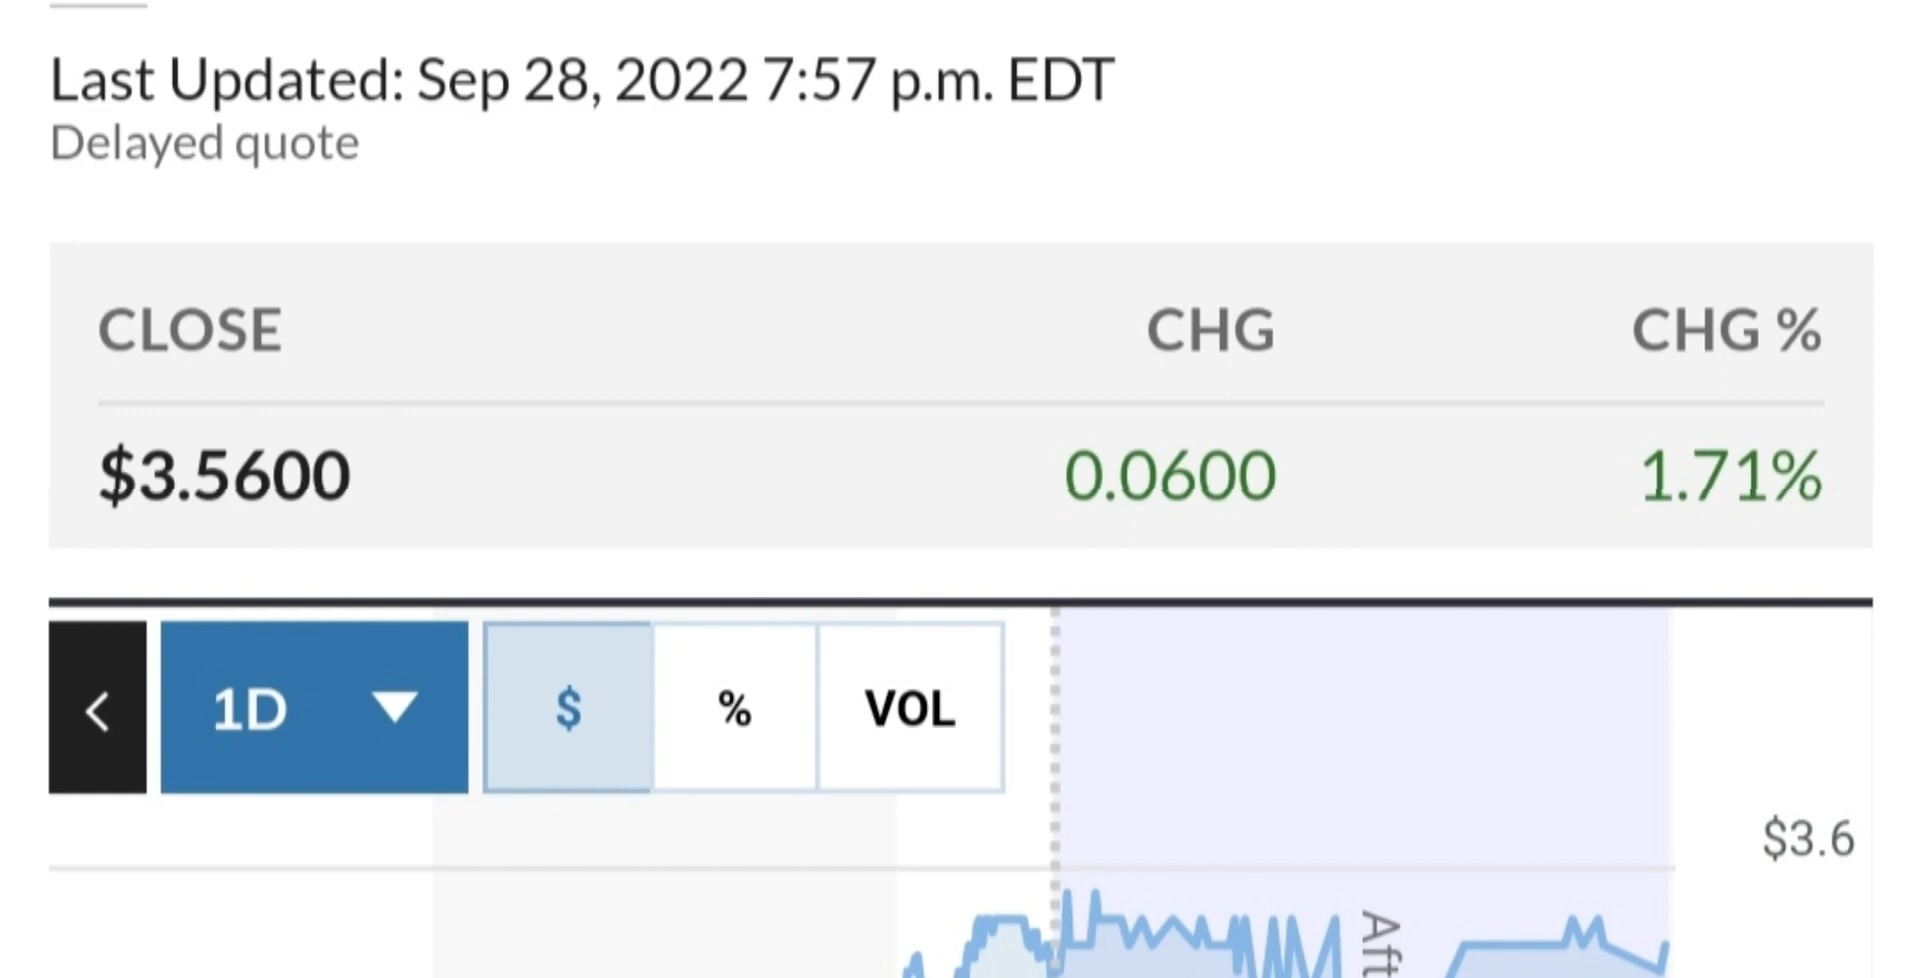 Last Updated: Sep 28, 2022 7:57 p.m. EDT
Delayed quote
CLOSE CHG CHG %
$3.5600 0.0600 1.71%
1D $ % VOL
$3.6
Aft